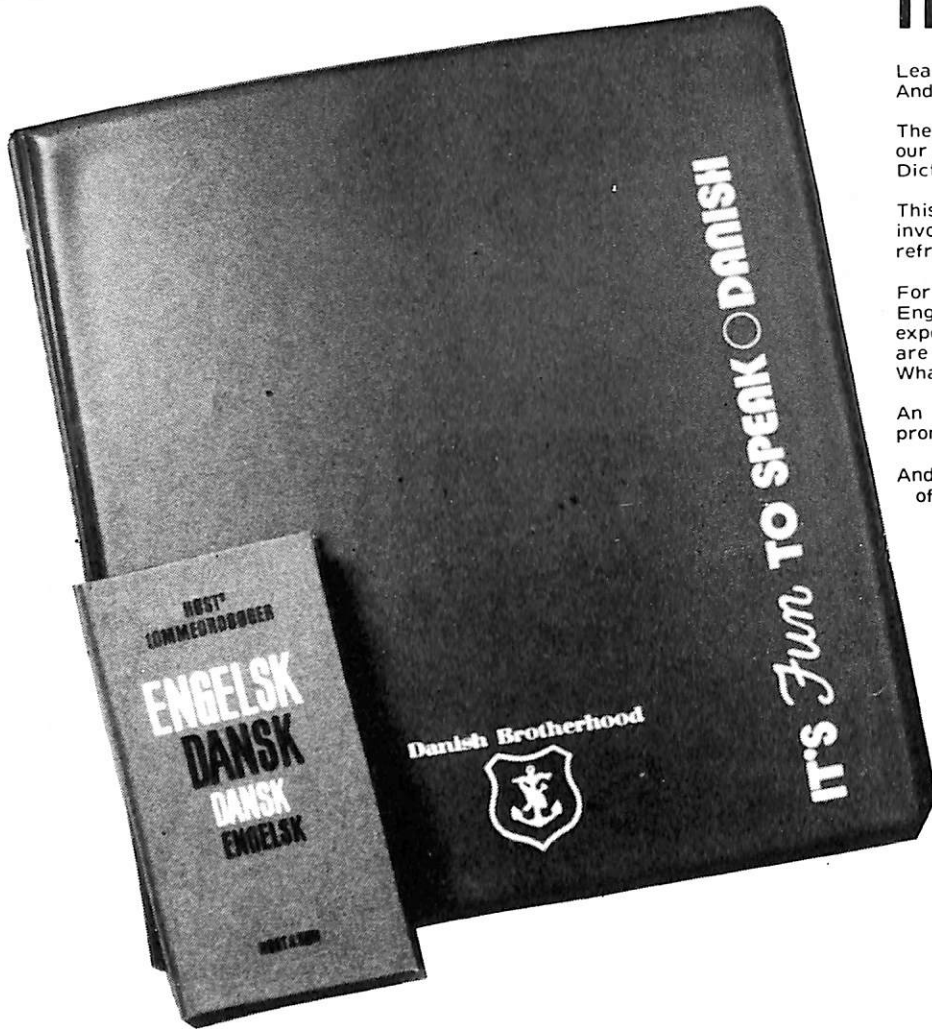 IT'S Fun TO SPEAK DANISH
Danish Brotherhood
HØST'S
LOMMEORDBØGER
ENGELSK
DANSK
DANSK
ENGELSK
HØST & SØN
Lea
And
The
our
Dict
This
invo
refr
For
Eng
expe
are
Wha
An
pron
And
of